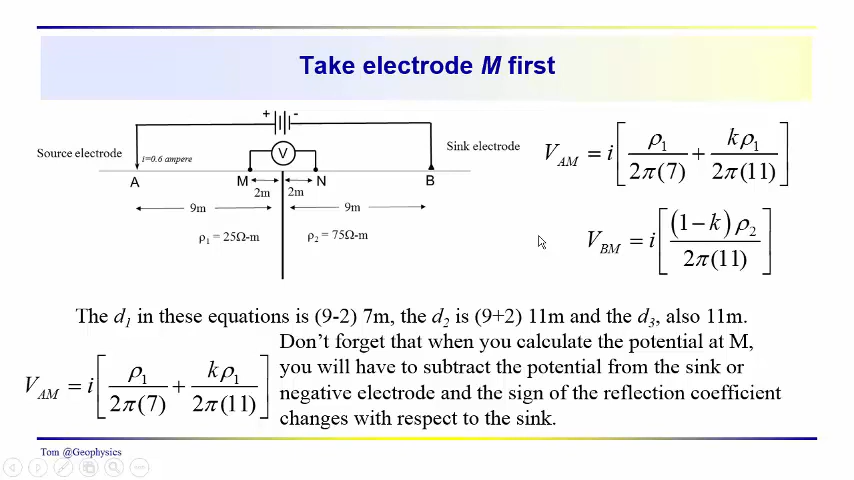 Take electrode M first
+ -
Source electrode
i=0.6 ampere
V
Sink electrode
A M N B
2m 2m
9m 9m
ρ₁ = 25Ω-m ρ₂ = 75Ω-m
V_AM = i[ρ₁/2π(7) + kρ₁/2π(11)]
V_BM = i[(1−k)ρ₂/2π(11)]
The d₁ in these equations is (9-2) 7m, the d₂ is (9+2) 11m and the d₃, also 11m.
V_AM = i[ρ₁/2π(7) + kρ₁/2π(11)]
Don't forget that when you calculate the potential at M,
you will have to subtract the potential from the sink or
negative electrode and the sign of the reflection coefficient
changes with respect to the sink.
Tom @Geophysics